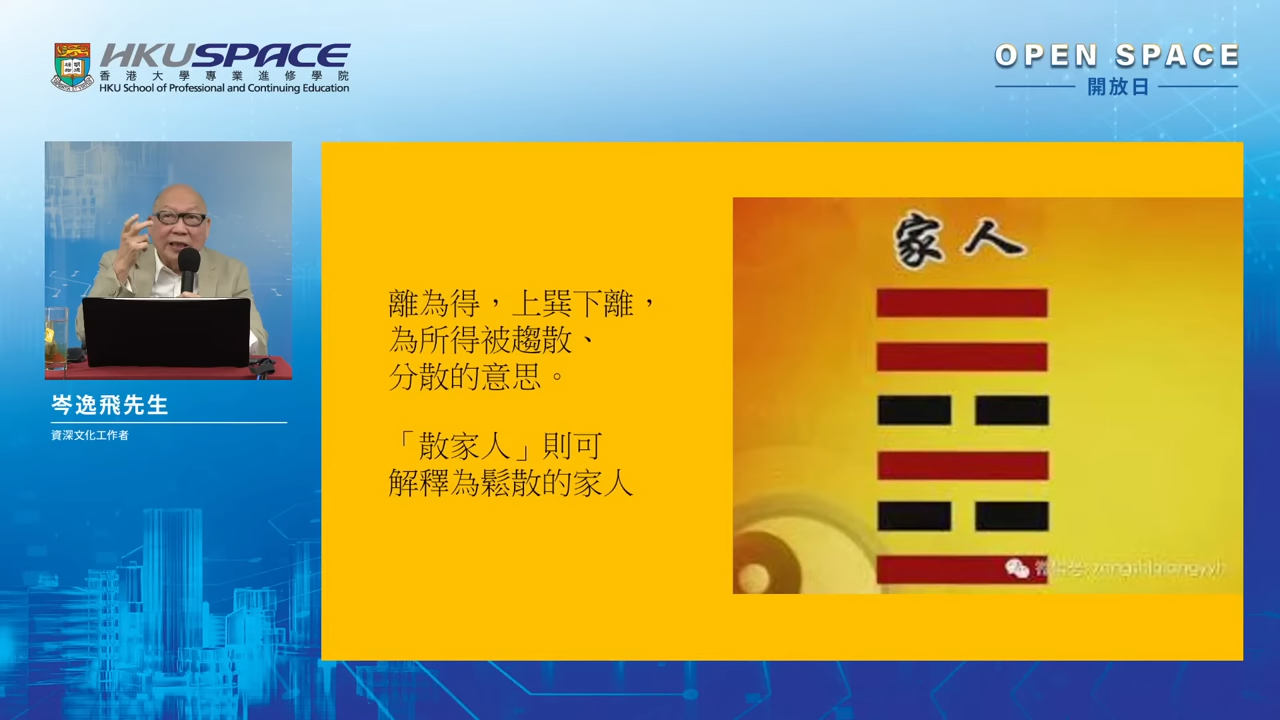 HKUSPACE
香港大學專業進修學院
HKU School of Professional and Continuing Education
OPEN SPACE
開放日
岑逸飛先生
資深文化工作者
離為得，上巽下離，
為所得被趨散、
分散的意思。
「散家人」則可
解釋為鬆散的家人
家人